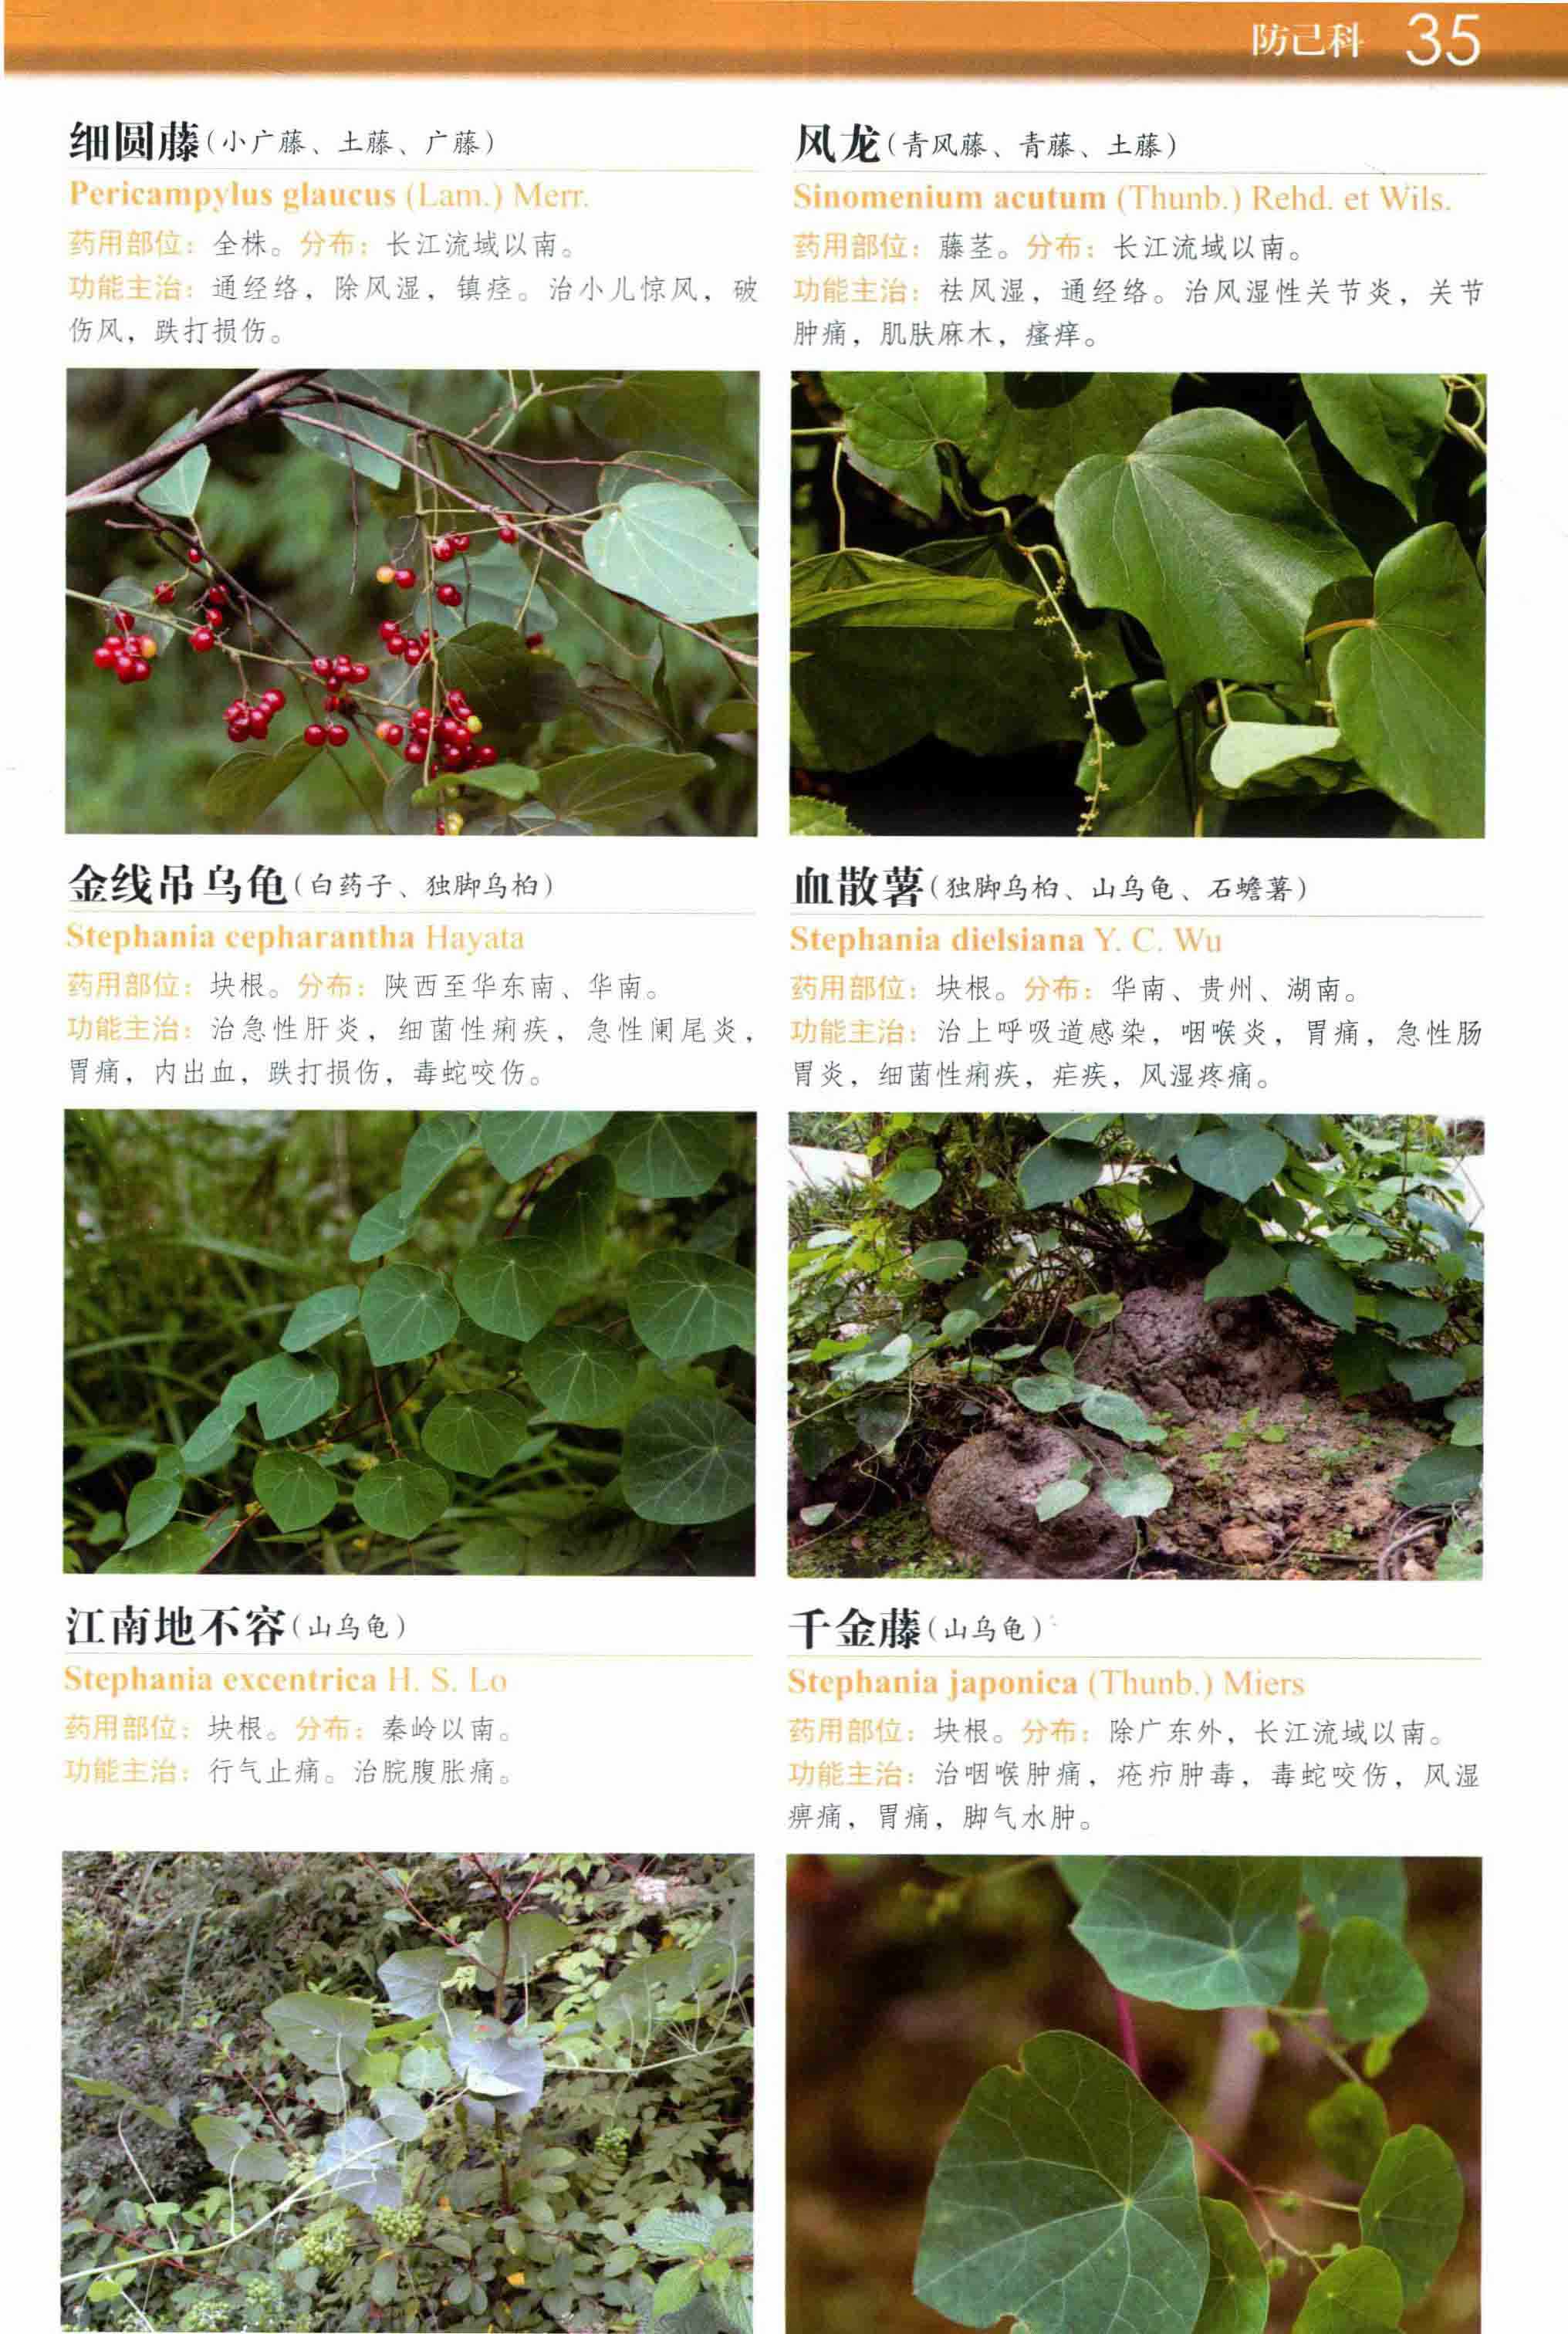 防己科 35
细圆藤(小广藤、土藤、广藤)
Pericampylus glaucus (Lam.) Merr.
药用部位：全株。分布：长江流域以南。
功能主治：通经络，除风湿，镇痉。治小儿惊风，破
伤风，跌打损伤。
风龙(青风藤、青藤、土藤)
Sinomenium acutum (Thunb.) Rehd. et Wils.
药用部位：藤茎。分布：长江流域以南。
功能主治：祛风湿，通经络。治风湿性关节炎，关节
肿痛，肌肤麻木，瘙痒。
金线吊乌龟(白药子、独脚乌桕)
Stephania cepharantha Hayata
药用部位：块根。分布：陕西至华东南、华南。
功能主治：治急性肝炎，细菌性痢疾，急性阑尾炎，
胃痛，内出血，跌打损伤，毒蛇咬伤。
血散薯(独脚乌桕、山乌龟、石蟾薯)
Stephania dielsiana Y. C. Wu
药用部位：块根。分布：华南、贵州、湖南。
功能主治：治上呼吸道感染，咽喉炎，胃痛，急性肠
胃炎，细菌性痢疾，疟疾，风湿疼痛。
江南地不容(山乌龟)
Stephania excentrica H. S. Lo
药用部位：块根。分布：秦岭以南。
功能主治：行气止痛。治脘腹胀痛。
千金藤(山乌龟)
Stephania japonica (Thunb.) Miers
药用部位：块根。分布：除广东外，长江流域以南。
功能主治：治咽喉肿痛，疮疖肿毒，毒蛇咬伤，风湿
痹痛，胃痛，脚气水肿。